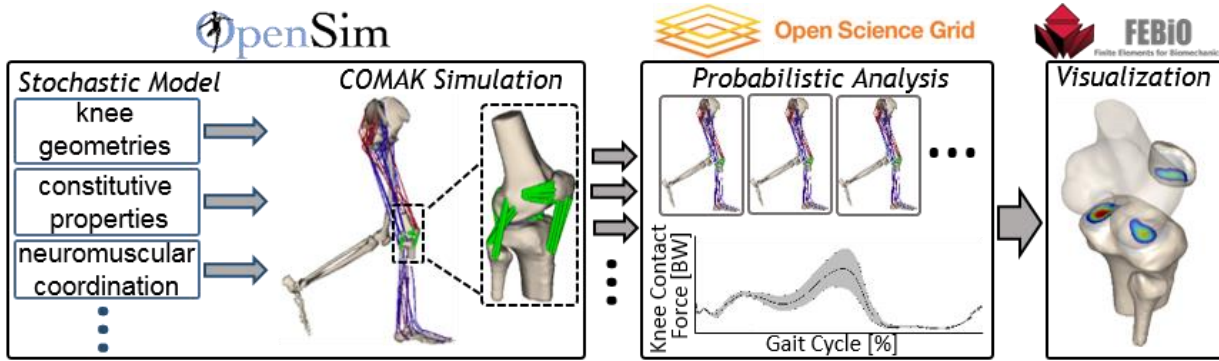 OpenSim
Open Science Grid
FEBiO
Finite Elements for Biomechanics
Stochastic Model
COMAK Simulation
knee
geometries
constitutive
properties
neuromuscular
coordination
Probabilistic Analysis
Knee Contact
Force [BW]
Gait Cycle [%]
Visualization